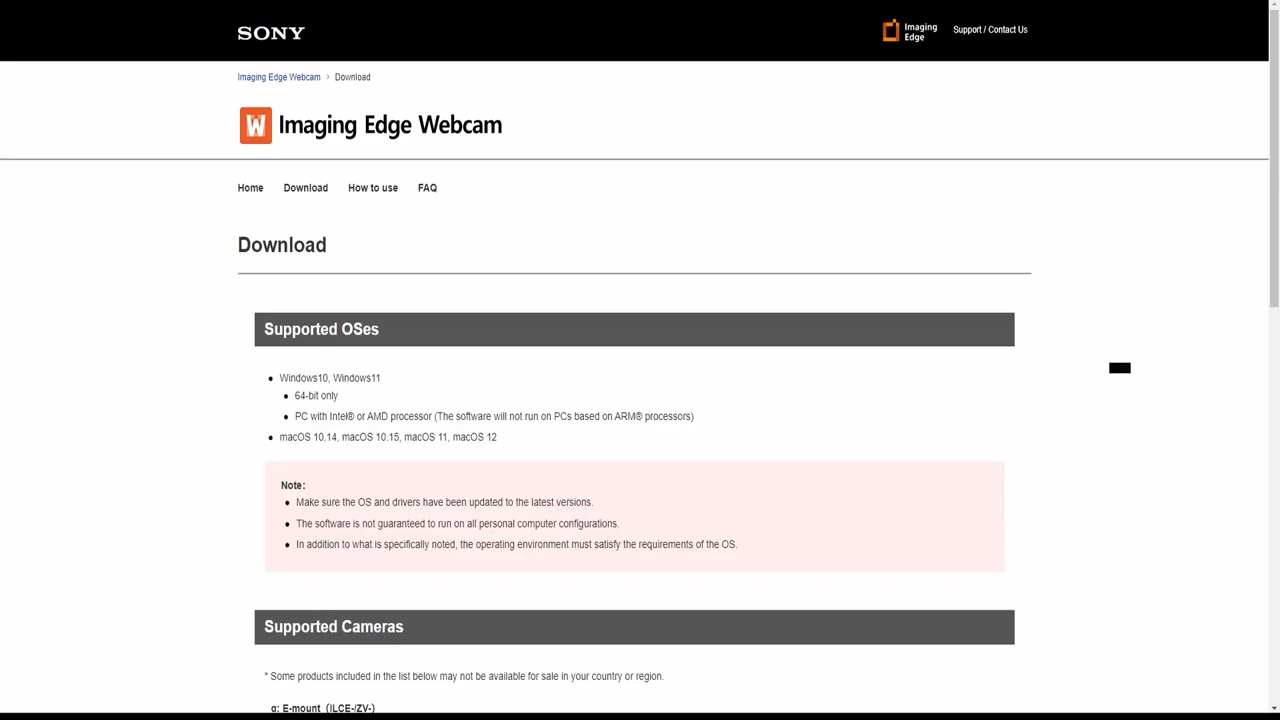 SONY
Imaging
Edge
Support / Contact Us
Imaging Edge Webcam › Download
W Imaging Edge Webcam
Home Download How to use FAQ
Download
Supported OSes
• Windows10, Windows11
• 64-bit only
• PC with Intel® or AMD processor (The software will not run on PCs based on ARM® processors)
• macOS 10.14, macOS 10.15, macOS 11, macOS 12
Note:
• Make sure the OS and drivers have been updated to the latest versions.
• The software is not guaranteed to run on all personal computer configurations.
• In addition to what is specifically noted, the operating environment must satisfy the requirements of the OS.
Supported Cameras
* Some products included in the list below may not be available for sale in your country or region.
α: E-mount (ILCE-/ZV-)